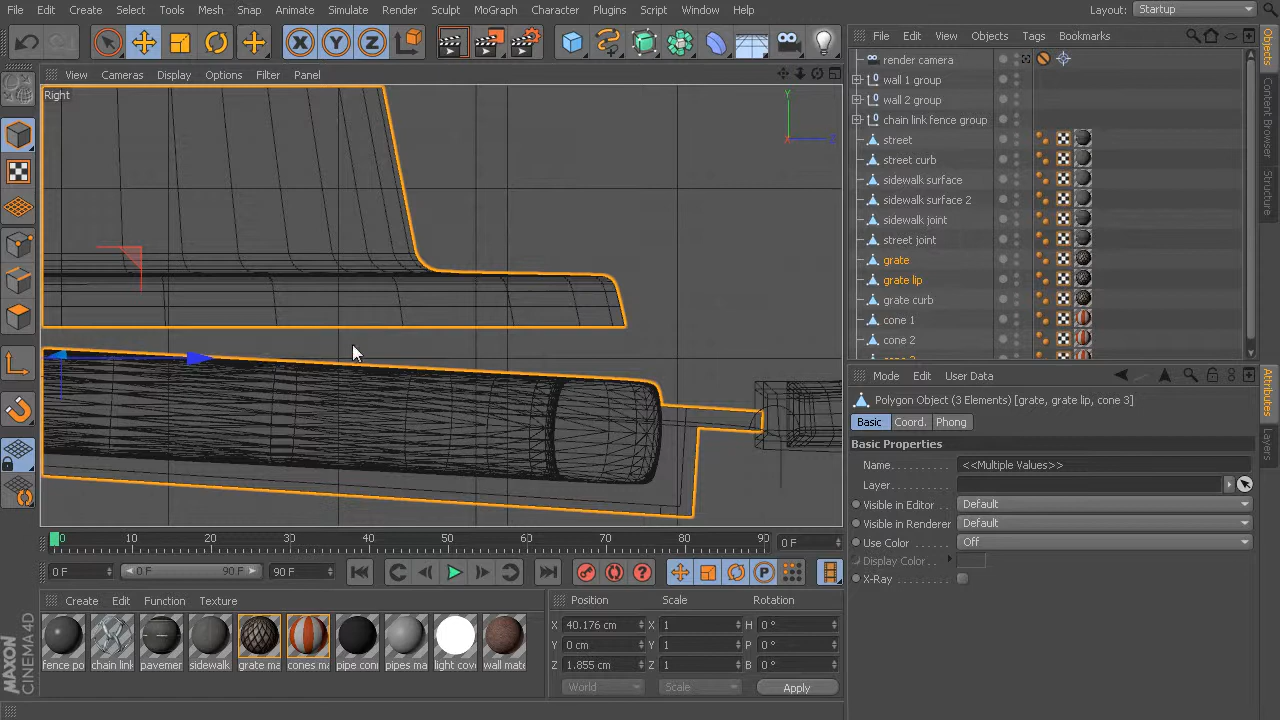 File Create Select Tools Mesh Snap Animate Simulate Render Sculpt MoGraph Character Plugins Script Window Help
Layout: Startup
View Cameras Display Options Filter Panel
Right
Y
X
Z
File Edit View Objects Tags Bookmarks
render camera
wall 1 group
wall 2 group
chain link fence group
street
street curb
sidewalk surface
sidewalk surface 2
sidewalk joint
street joint
grate
grate lip
grate curb
cone 1
cone 2
Objects
Content Browser
Structure
Mode Edit User Data
Polygon Object (3 Elements) [grate, grate lip, cone 3]
Basic Coord. Phong
Basic Properties
Name <<Multiple Values>>
Layer
Visible in Editor Default
Visible in Renderer Default
Use Color Off
Display Color
X-Ray
Attributes
Layers
0 10 20 30 40 50 60 70 80 90 0 F
0 F 0 F 90 F 90 F
Create Edit Function Texture
fence po chain link pavemer sidewalk grate ma cones ma pipe coni pipes ma light cove wall mate
Position Scale Rotation
X 40.176 cm X 1 H 0 °
Y 0 cm Y 1 P 0 °
Z 1.855 cm Z 1 B 0 °
World Scale Apply
MAXON
CINEMA 4D